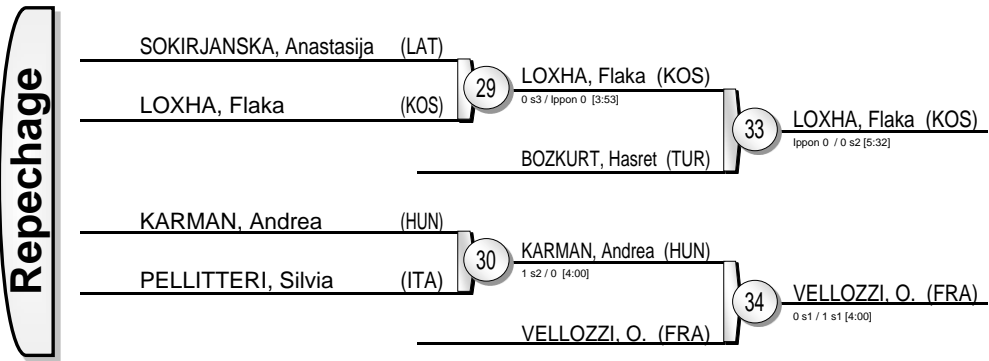 Repechage
SOKIRJANSKA, Anastasija (LAT)
LOXHA, Flaka (KOS)
29
LOXHA, Flaka (KOS)
0 s3 / Ippon 0 [3:53]
BOZKURT, Hasret (TUR)
33
LOXHA, Flaka (KOS)
Ippon 0 / 0 s2 [5:32]
KARMAN, Andrea (HUN)
PELLITTERI, Silvia (ITA)
30
KARMAN, Andrea (HUN)
1 s2 / 0 [4:00]
VELLOZZI, O. (FRA)
34
VELLOZZI, O. (FRA)
0 s1 / 1 s1 [4:00]